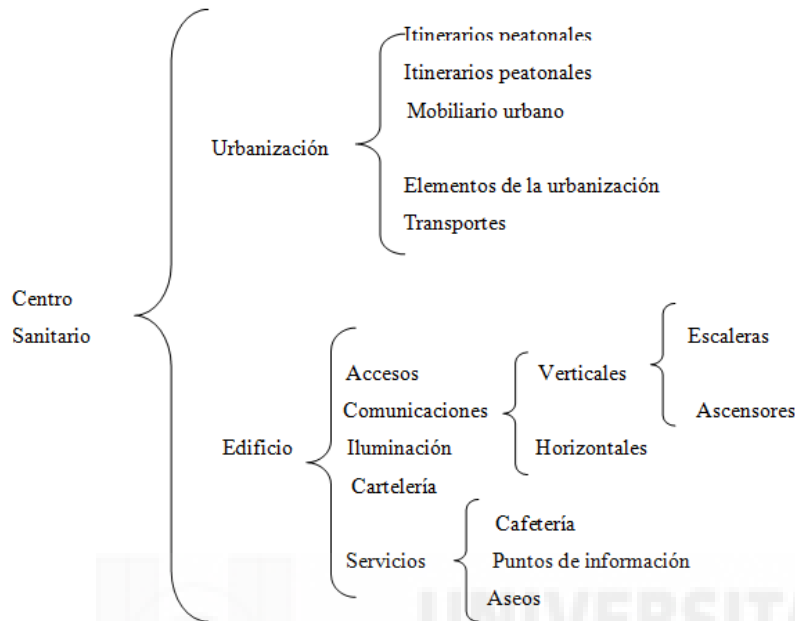 Itinerarios peatonales
Itinerarios peatonales
Mobiliario urbano
Urbanización
Elementos de la urbanización
Transportes
Centro
Sanitario
Escaleras
Accesos
Verticales
Comunicaciones
Ascensores
Edificio
Iluminación
Horizontales
Cartelería
Cafetería
Servicios
Puntos de información
Aseos